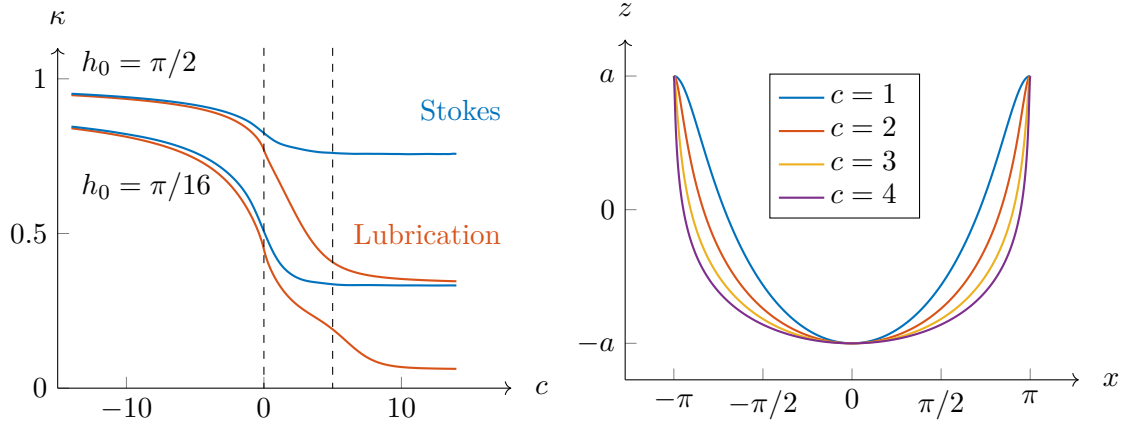 κ
1
0.5
0
h₀ = π/2
h₀ = π/16
Stokes
Lubrication
−10
0
10
c
z
a
0
−a
c = 1
c = 2
c = 3
c = 4
−π
−π/2
0
π/2
π
x